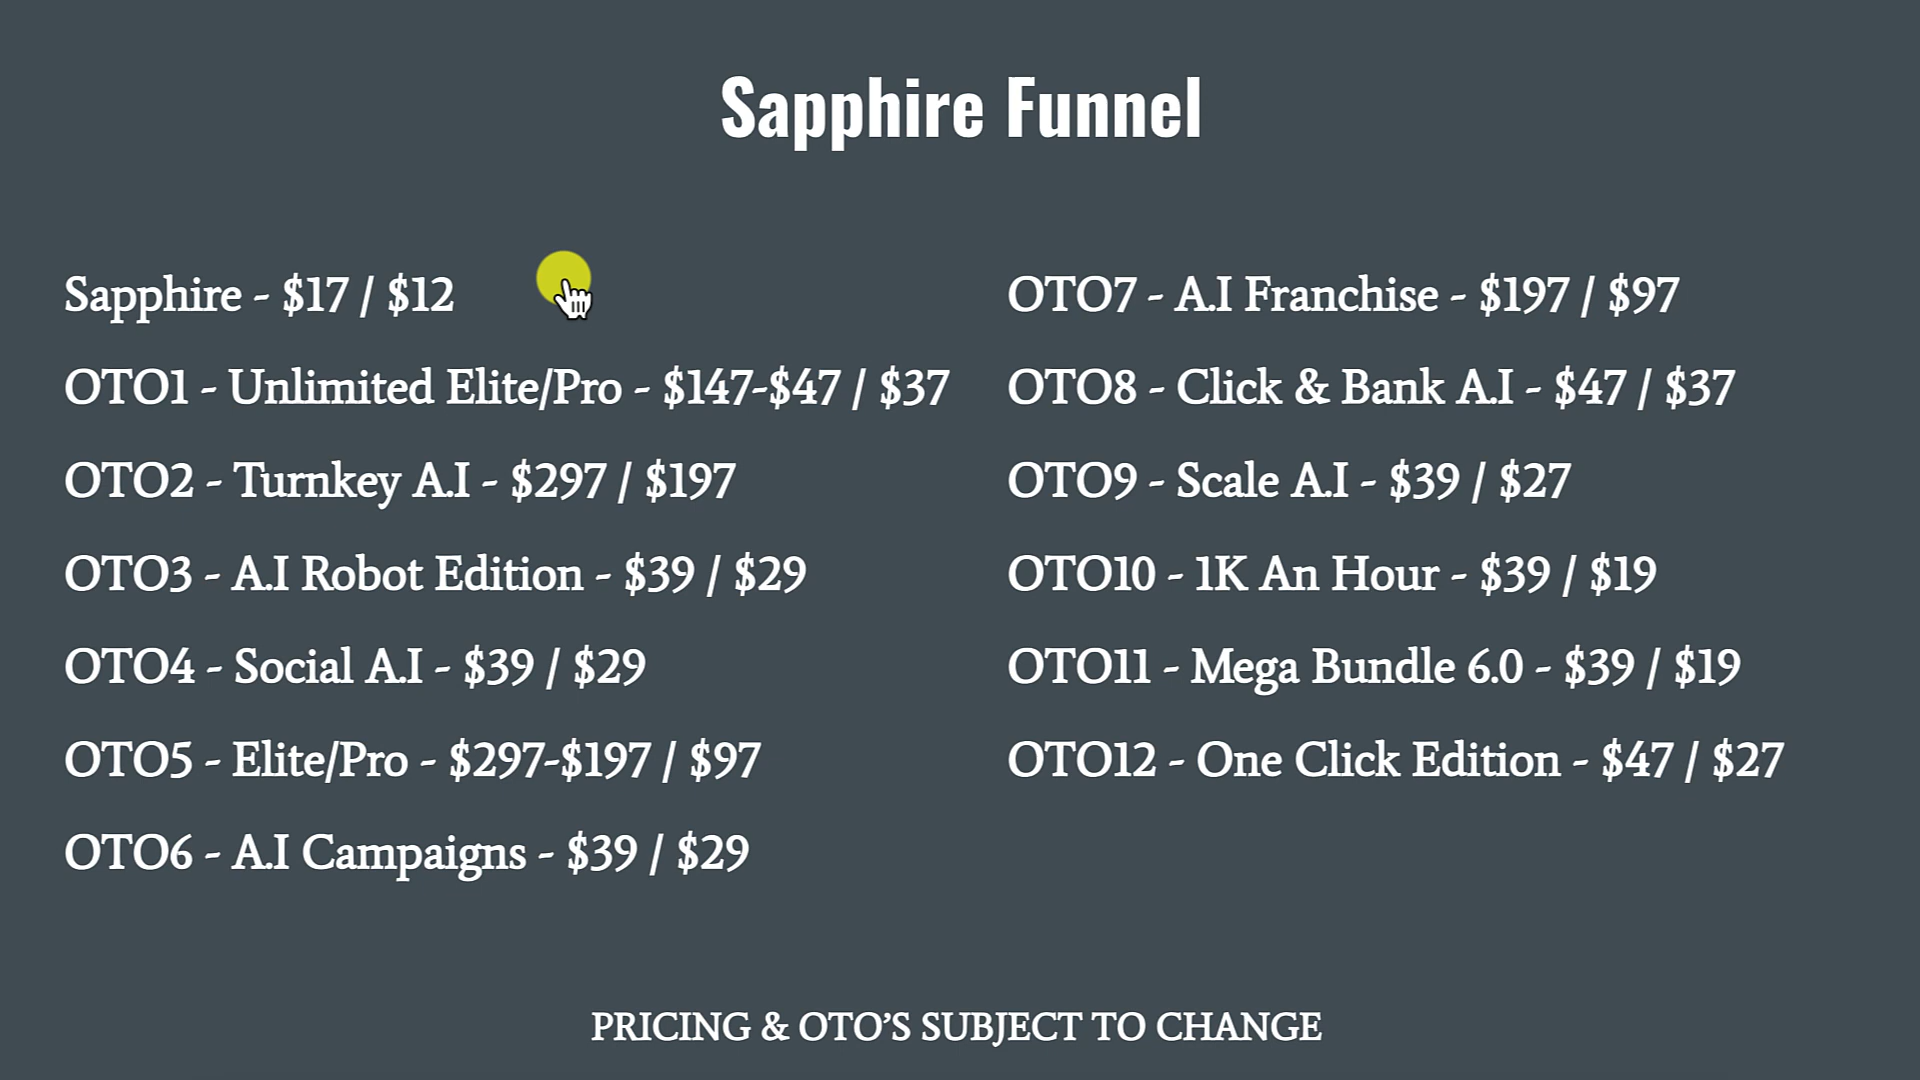 Sapphire Funnel
Sapphire - $17 / $12
OTO1 - Unlimited Elite/Pro - $147-$47 / $37
OTO2 - Turnkey A.I - $297 / $197
OTO3 - A.I Robot Edition - $39 / $29
OTO4 - Social A.I - $39 / $29
OTO5 - Elite/Pro - $297-$197 / $97
OTO6 - A.I Campaigns - $39 / $29
OTO7 - A.I Franchise - $197 / $97
OTO8 - Click & Bank A.I - $47 / $37
OTO9 - Scale A.I - $39 / $27
OTO10 - 1K An Hour - $39 / $19
OTO11 - Mega Bundle 6.0 - $39 / $19
OTO12 - One Click Edition - $47 / $27
PRICING & OTO’S SUBJECT TO CHANGE